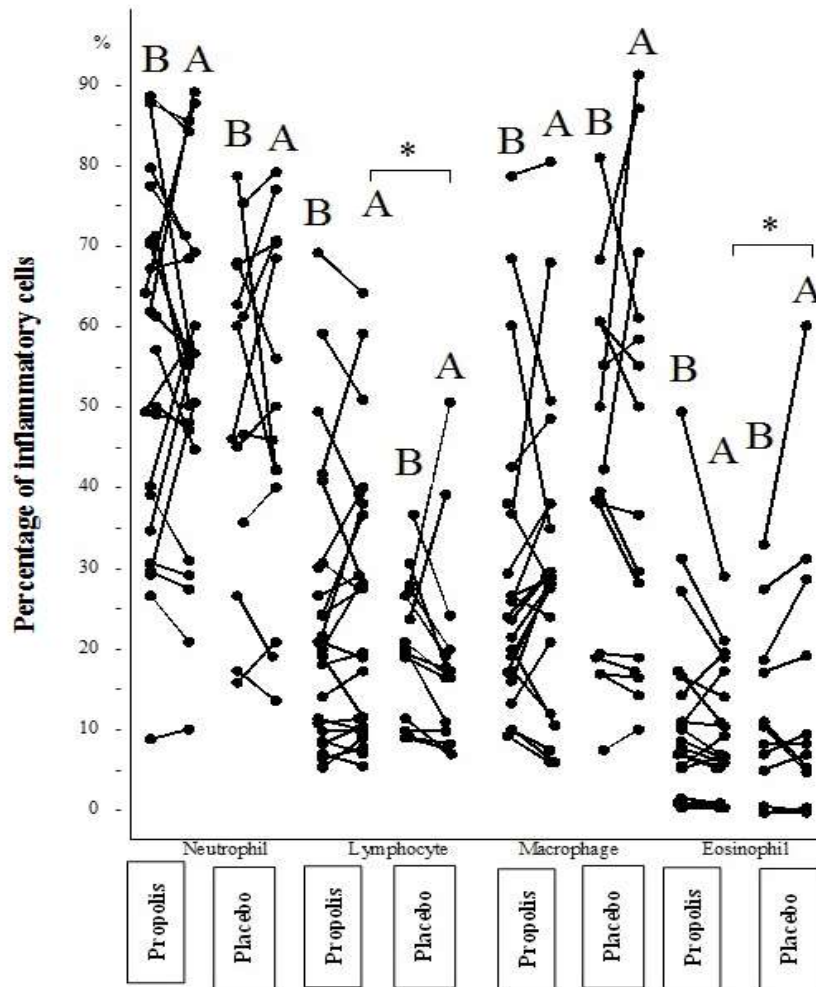 %
B A
B A
B A
B A
B A
B A
B A
B A
*
*
90
80
70
60
50
40
30
20
10
0
Percentage of inflammatory cells
Neutrophil Lymphocyte Macrophage Eosinophil
Propolis
Placebo
Propolis
Placebo
Propolis
Placebo
Propolis
Placebo